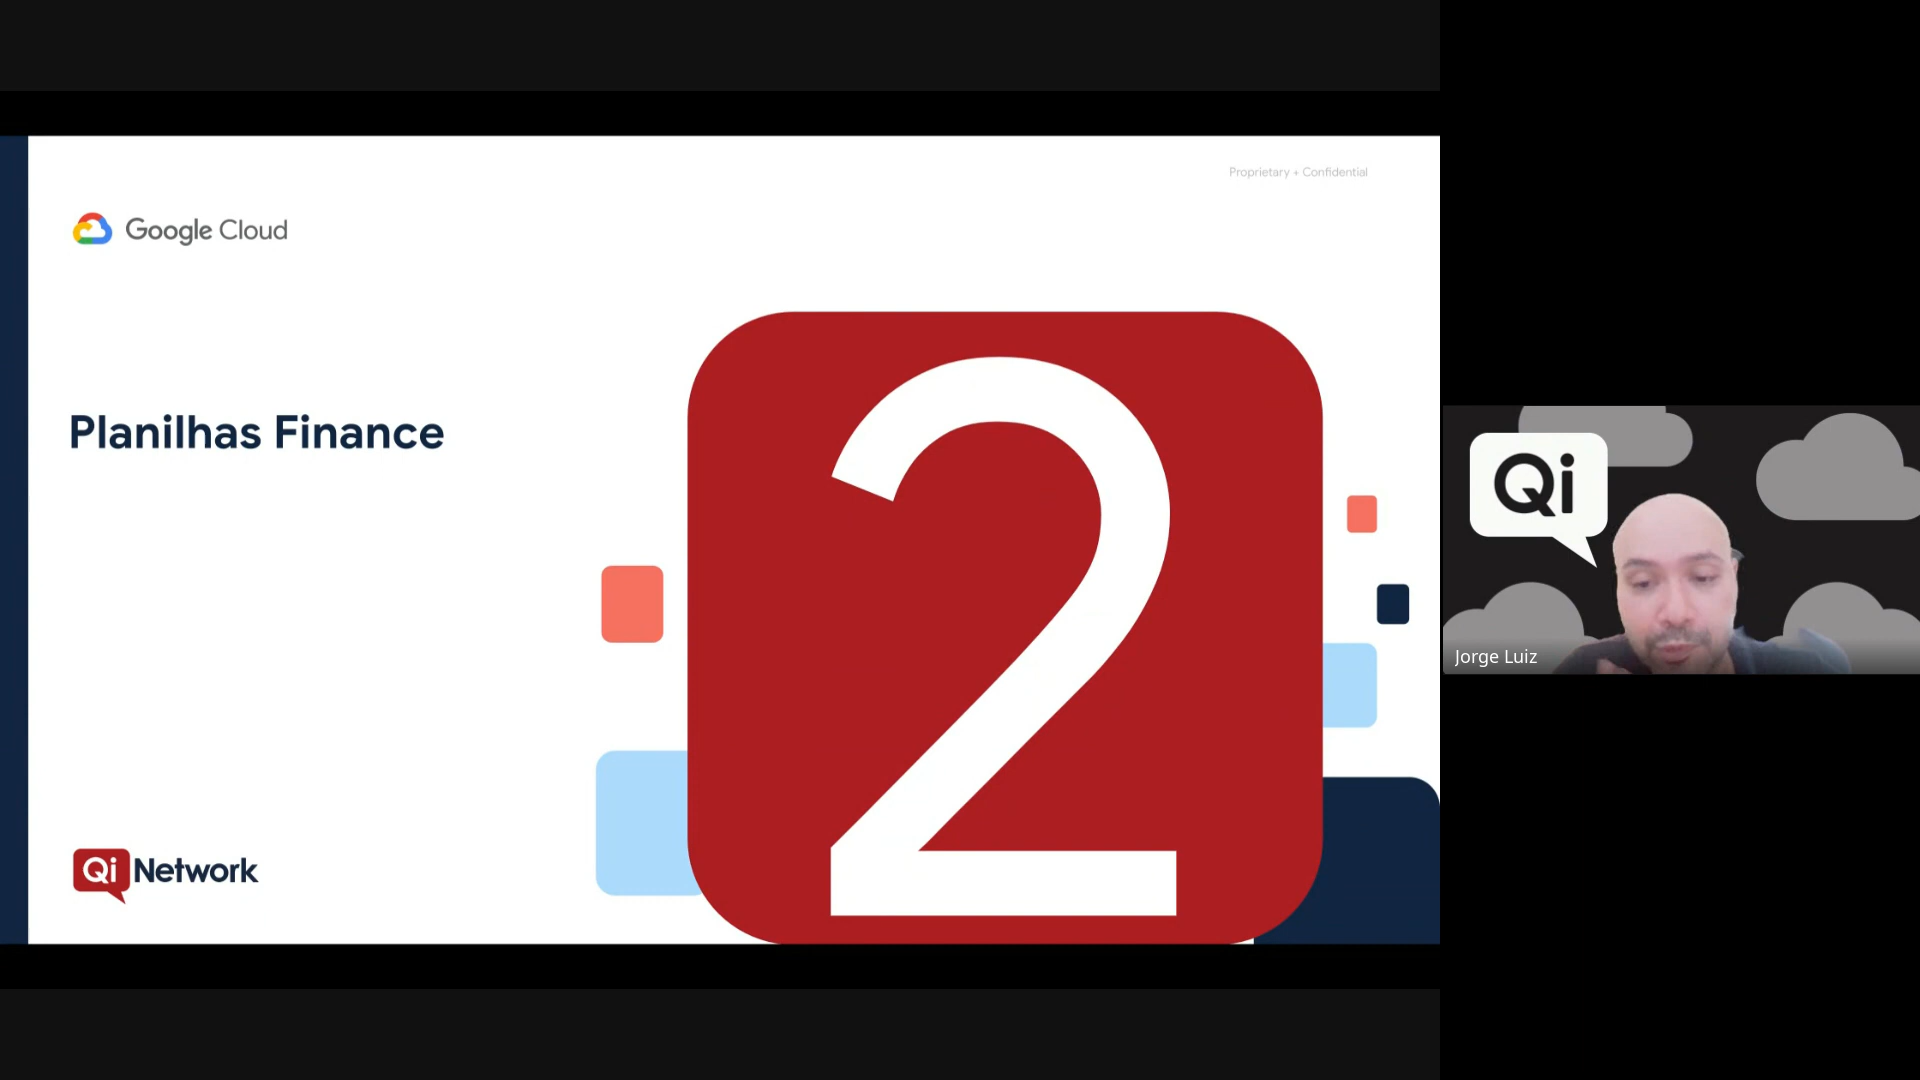 Proprietary + Confidential
Google Cloud
Planilhas Finance
2
Qi Network
Qi
Jorge Luiz